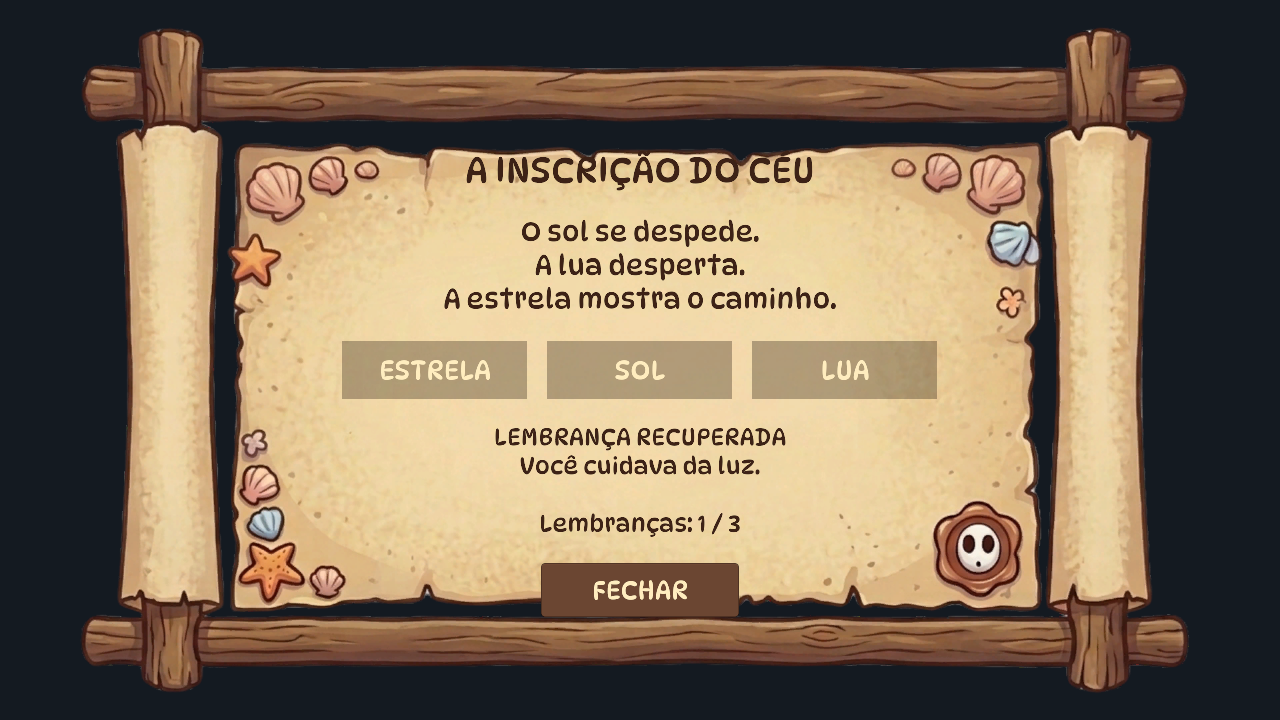 A INSCRIÇÃO DO CÉU
O sol se despede.
A lua desperta.
A estrela mostra o caminho.
ESTRELA
SOL
LUA
LEMBRANÇA RECUPERADA
Você cuidava da luz.
Lembranças: 1 / 3
FECHAR